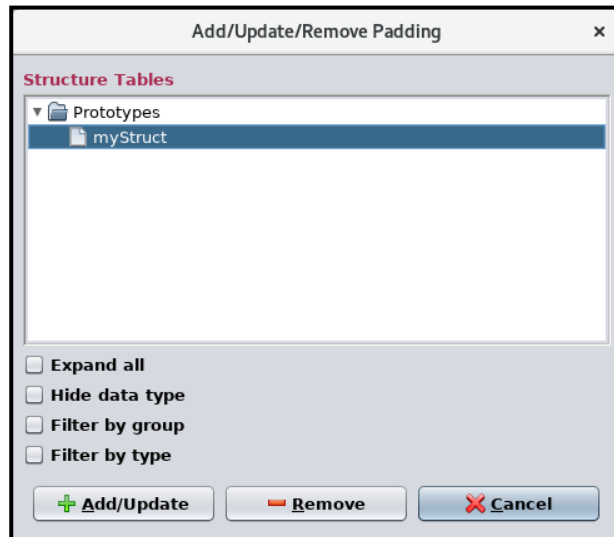 Add/Update/Remove Padding
Structure Tables
Prototypes
myStruct
Expand all
Hide data type
Filter by group
Filter by type
Add/Update Remove Cancel